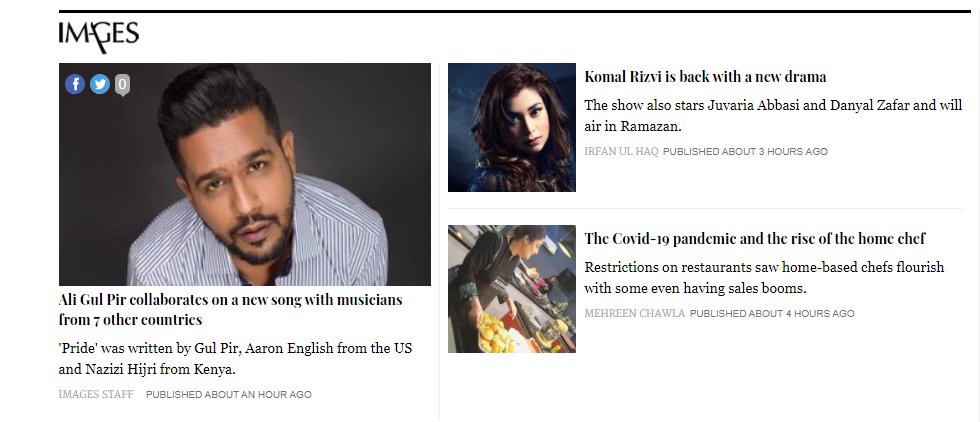 IMAGES
f 0
Ali Gul Pir collaborates on a new song with musicians
from 7 other countries
'Pride' was written by Gul Pir, Aaron English from the US
and Nazizi Hijri from Kenya.
IMAGES STAFF PUBLISHED ABOUT AN HOUR AGO
Komal Rizvi is back with a new drama
The show also stars Juvaria Abbasi and Danyal Zafar and will
air in Ramazan.
IRFAN UL HAQ PUBLISHED ABOUT 3 HOURS AGO
The Covid-19 pandemic and the rise of the home chef
Restrictions on restaurants saw home-based chefs flourish
with some even having sales booms.
MEHREEN CHAWLA PUBLISHED ABOUT 4 HOURS AGO